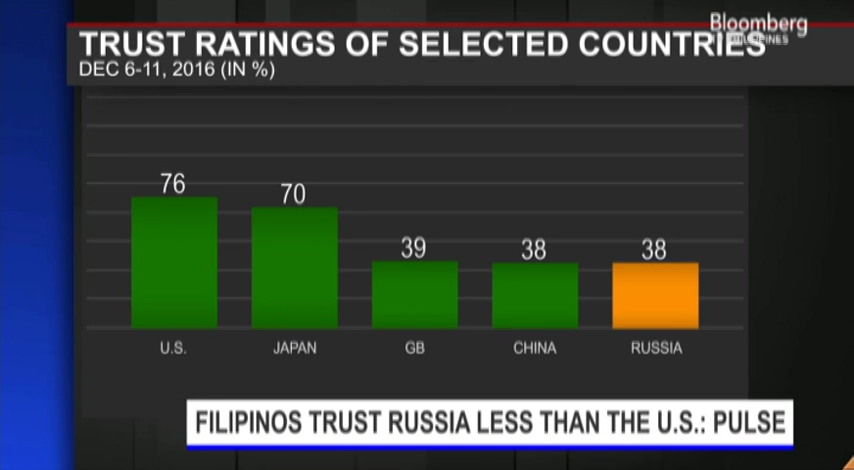 Bloomberg
TRUST RATINGS OF SELECTED COUNTRIES
DEC 6-11, 2016 (IN %)
76
70
39
38
38
U.S.
JAPAN
GB
CHINA
RUSSIA
FILIPINOS TRUST RUSSIA LESS THAN THE U.S.: PULSE